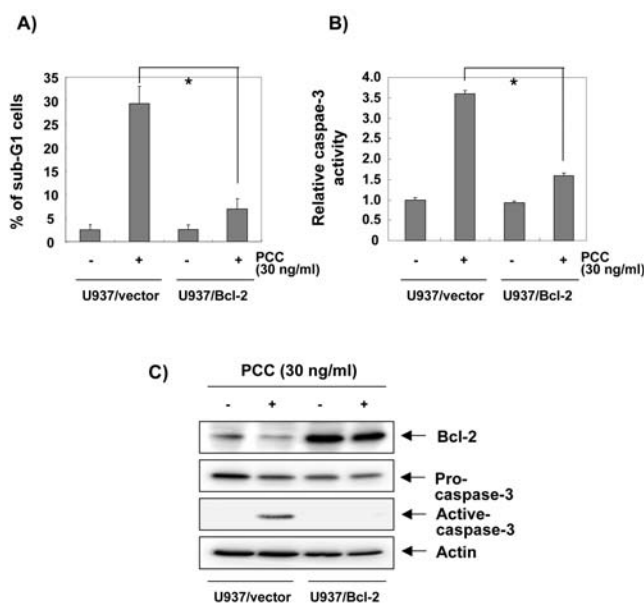 A)
% of sub-G1 cells
35
30
25
20
15
10
5
0
*
- + - +
PCC
(30 ng/ml)
U937/vector U937/Bcl-2
B)
Relative caspae-3
activity
4.0
3.5
3.0
2.5
2.0
1.5
1.0
0.5
0
*
- + - +
PCC
(30 ng/ml)
U937/vector U937/Bcl-2
C)
PCC (30 ng/ml)
- + - +
Bcl-2
Pro-
caspase-3
Active-
caspase-3
Actin
U937/vector U937/Bcl-2